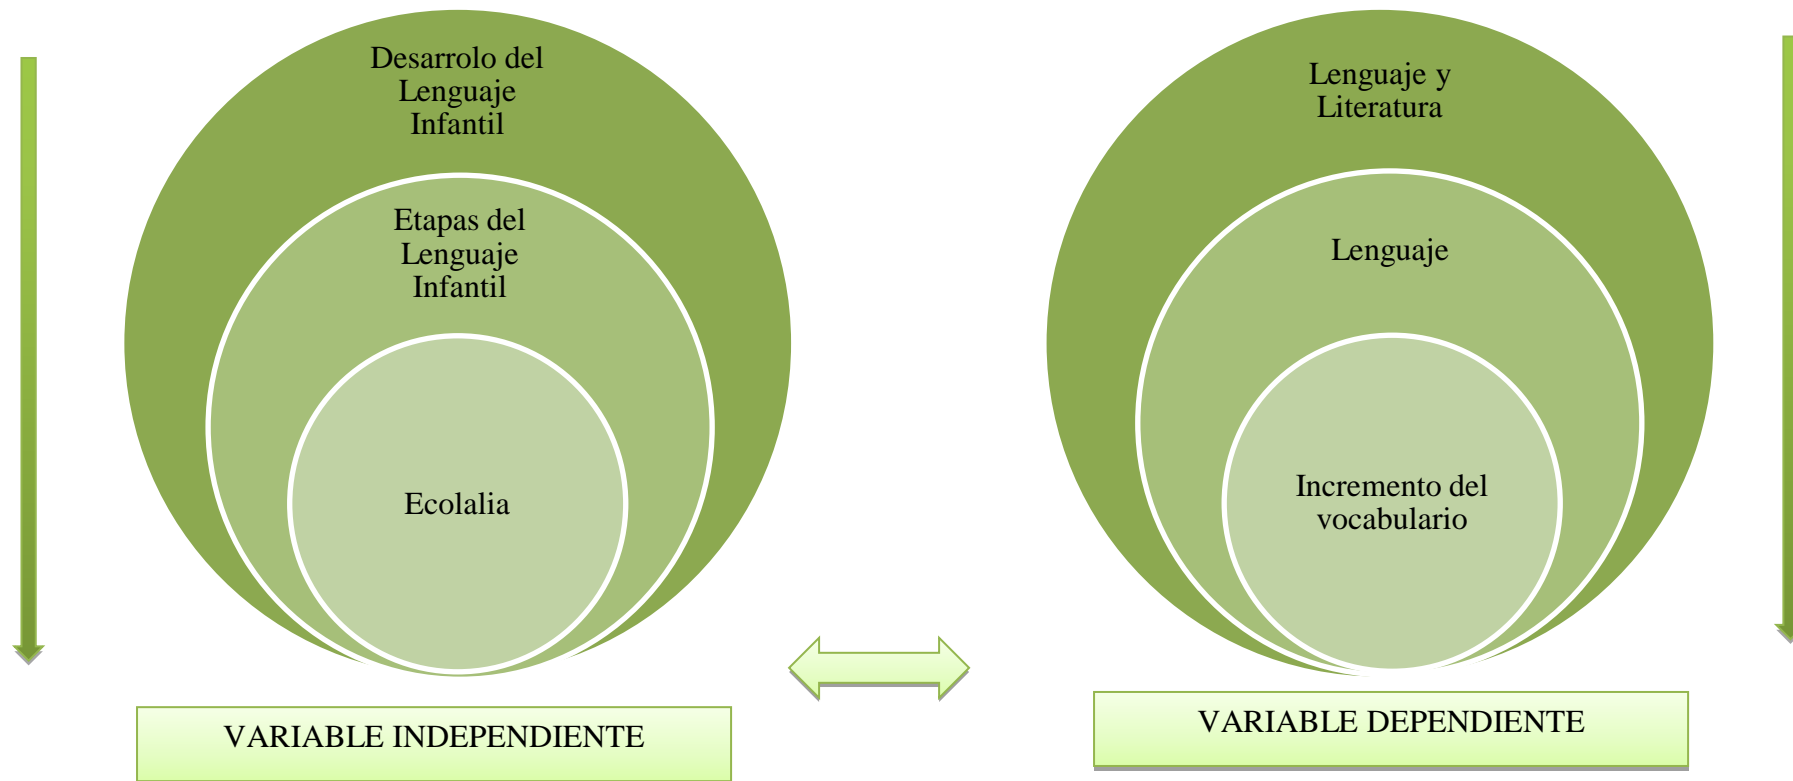 Desarrolo del
Lenguaje
Infantil
Etapas del
Lenguaje
Infantil
Ecolalia
VARIABLE INDEPENDIENTE
Lenguaje y
Literatura
Lenguaje
Incremento del
vocabulario
VARIABLE DEPENDIENTE